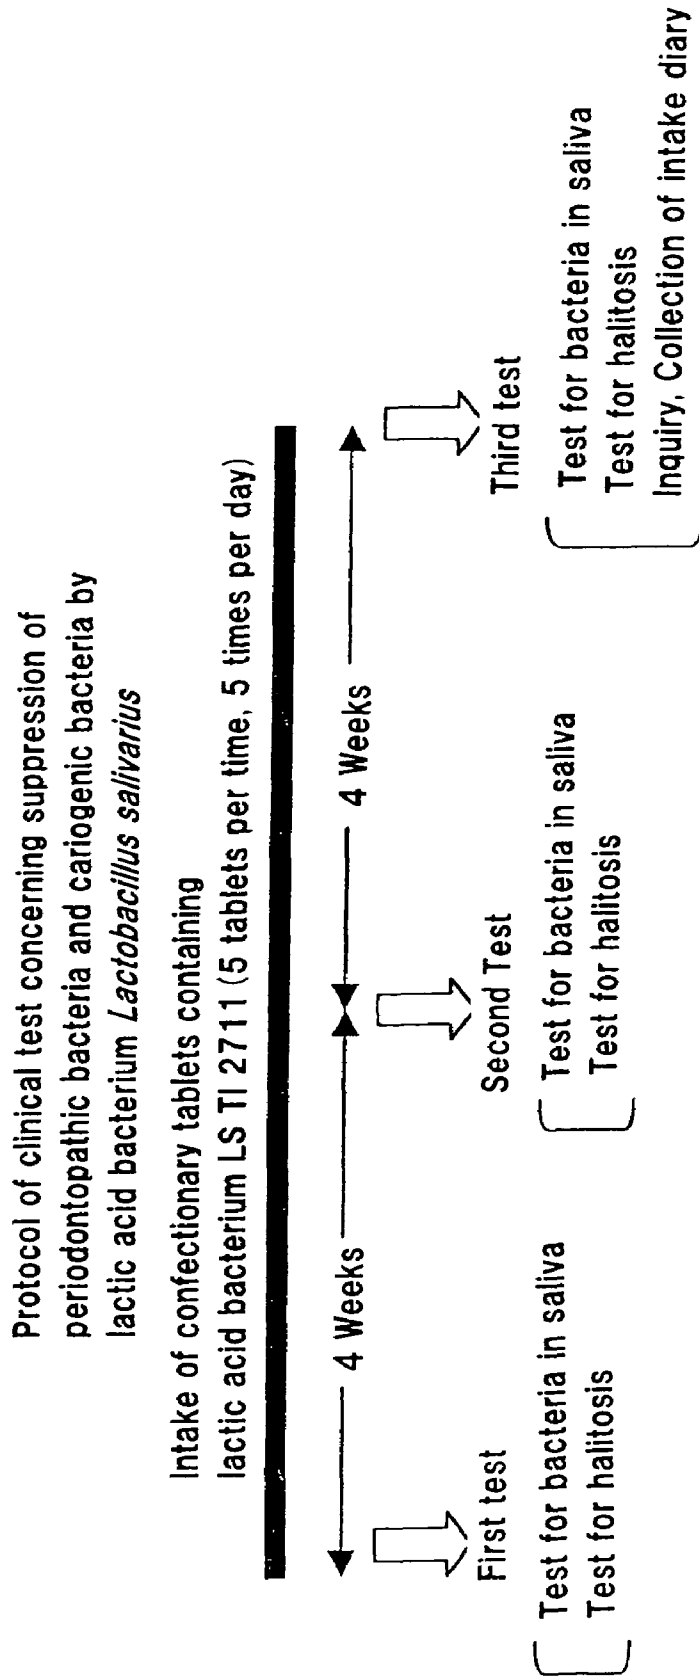 Protocol of clinical test concerning suppression of
periodontopathic bacteria and cariogenic bacteria by
lactic acid bacterium Lactobacillus salivarius
Intake of confectionary tablets containing
lactic acid bacterium LS TI 2711 (5 tablets per time, 5 times per day)
4 Weeks
4 Weeks
First test
Test for bacteria in saliva
Test for halitosis
Second Test
Test for bacteria in saliva
Test for halitosis
Third test
Test for bacteria in saliva
Test for halitosis
Inquiry, Collection of intake diary